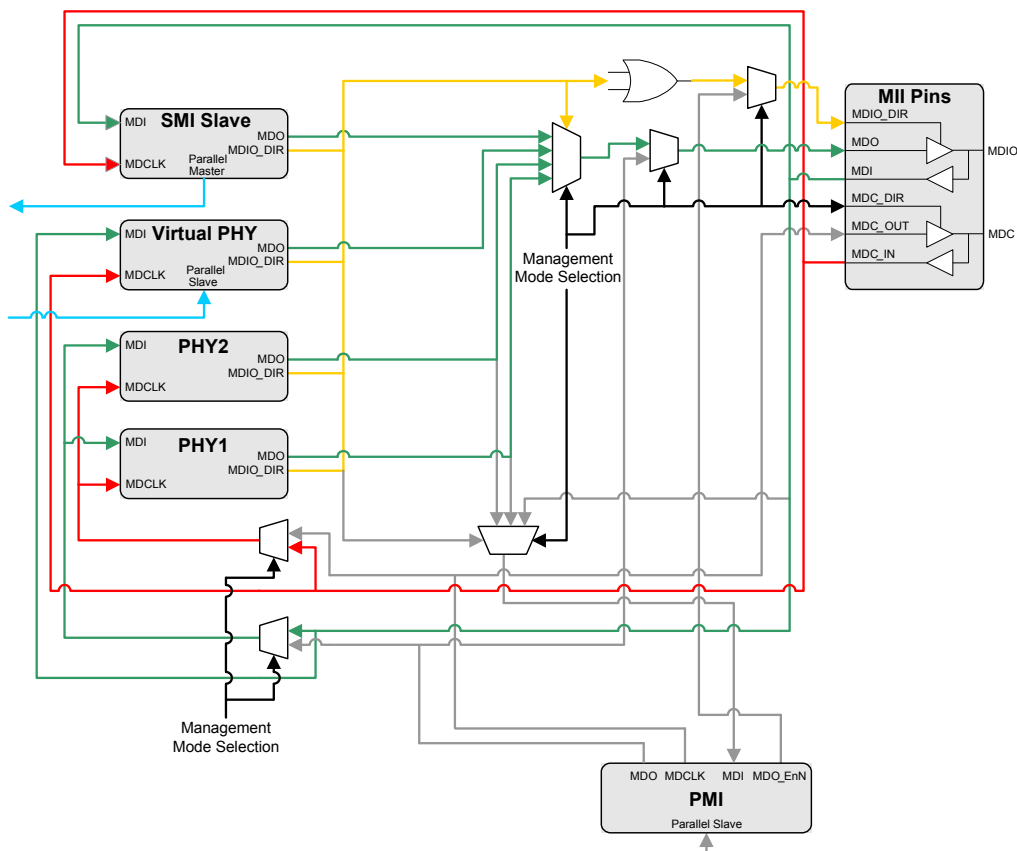 MII Pins
MDIO_DIR
MDO
MDIO
MDI
MDC_DIR
MDC_OUT
MDC
MDC_IN
SMI Slave
MDI
MDO
MDIO_DIR
MDCLK
Parallel
Master
Virtual PHY
MDI
MDO
MDIO_DIR
MDCLK
Parallel
Slave
Management
Mode Selection
PHY2
MDI
MDO
MDIO_DIR
MDCLK
PHY1
MDI
MDO
MDIO_DIR
MDCLK
Management
Mode Selection
MDO MDCLK MDI MDO_EnN
PMI
Parallel Slave